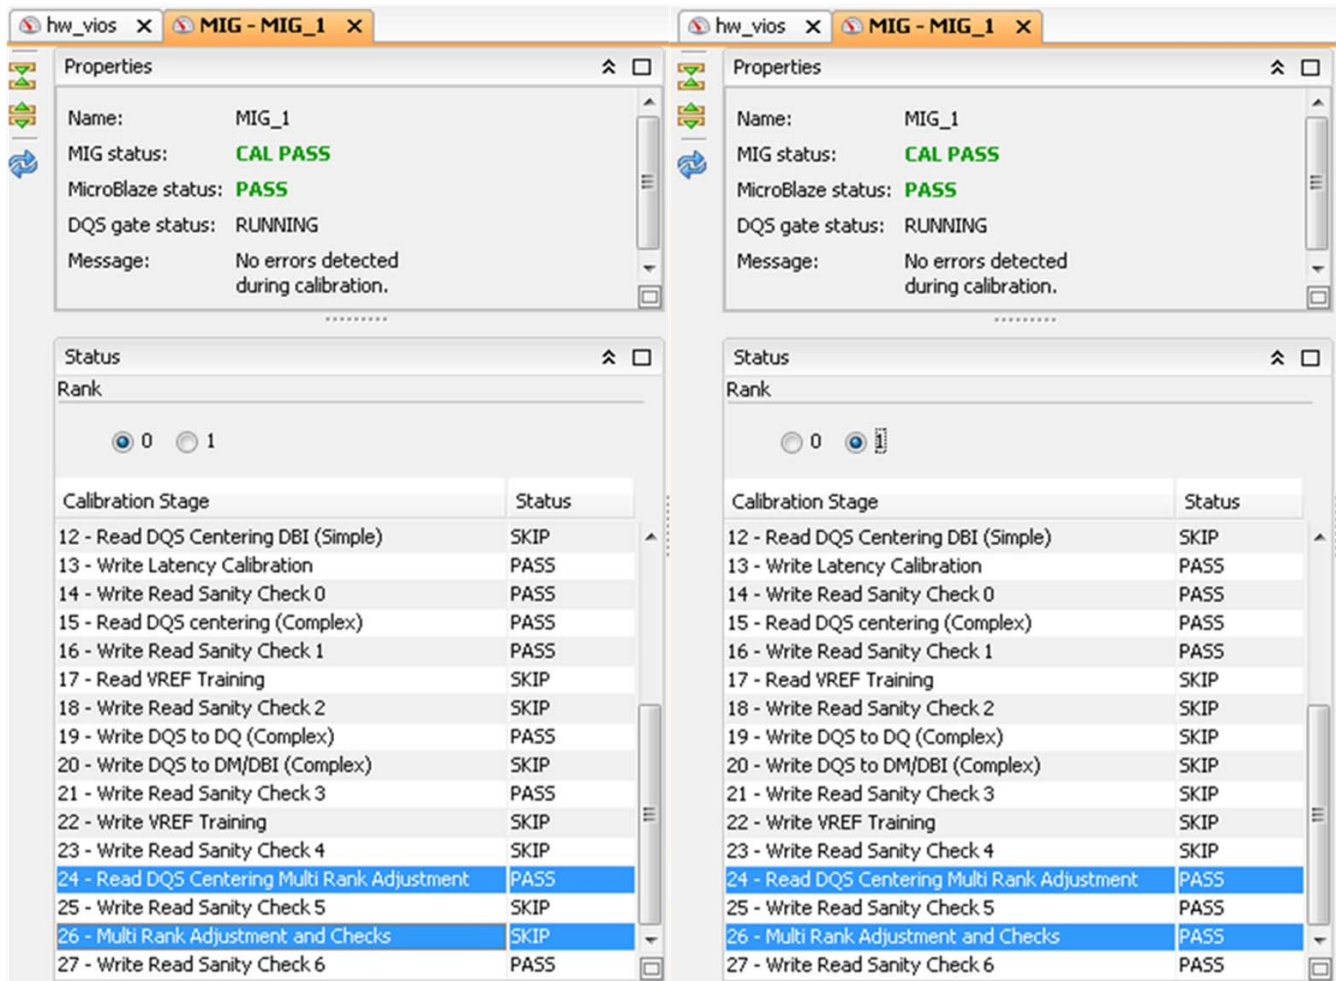 hw_vios X MIG - MIG_1 X
Properties
Name: MIG_1
MIG status: CAL PASS
MicroBlaze status: PASS
DQS gate status: RUNNING
Message: No errors detected
during calibration.
Status
Rank
0 1
Calibration Stage Status
12 - Read DQS Centering DBI (Simple) SKIP
13 - Write Latency Calibration PASS
14 - Write Read Sanity Check 0 PASS
15 - Read DQS centering (Complex) PASS
16 - Write Read Sanity Check 1 PASS
17 - Read VREF Training SKIP
18 - Write Read Sanity Check 2 SKIP
19 - Write DQS to DQ (Complex) PASS
20 - Write DQS to DM/DBI (Complex) SKIP
21 - Write Read Sanity Check 3 PASS
22 - Write VREF Training SKIP
23 - Write Read Sanity Check 4 SKIP
24 - Read DQS Centering Multi Rank Adjustment PASS
25 - Write Read Sanity Check 5 SKIP
26 - Multi Rank Adjustment and Checks SKIP
27 - Write Read Sanity Check 6 PASS
hw_vios X MIG - MIG_1 X
Properties
Name: MIG_1
MIG status: CAL PASS
MicroBlaze status: PASS
DQS gate status: RUNNING
Message: No errors detected
during calibration.
Status
Rank
0 1
Calibration Stage Status
12 - Read DQS Centering DBI (Simple) SKIP
13 - Write Latency Calibration PASS
14 - Write Read Sanity Check 0 PASS
15 - Read DQS centering (Complex) PASS
16 - Write Read Sanity Check 1 PASS
17 - Read VREF Training SKIP
18 - Write Read Sanity Check 2 SKIP
19 - Write DQS to DQ (Complex) SKIP
20 - Write DQS to DM/DBI (Complex) SKIP
21 - Write Read Sanity Check 3 SKIP
22 - Write VREF Training SKIP
23 - Write Read Sanity Check 4 SKIP
24 - Read DQS Centering Multi Rank Adjustment PASS
25 - Write Read Sanity Check 5 PASS
26 - Multi Rank Adjustment and Checks PASS
27 - Write Read Sanity Check 6 PASS